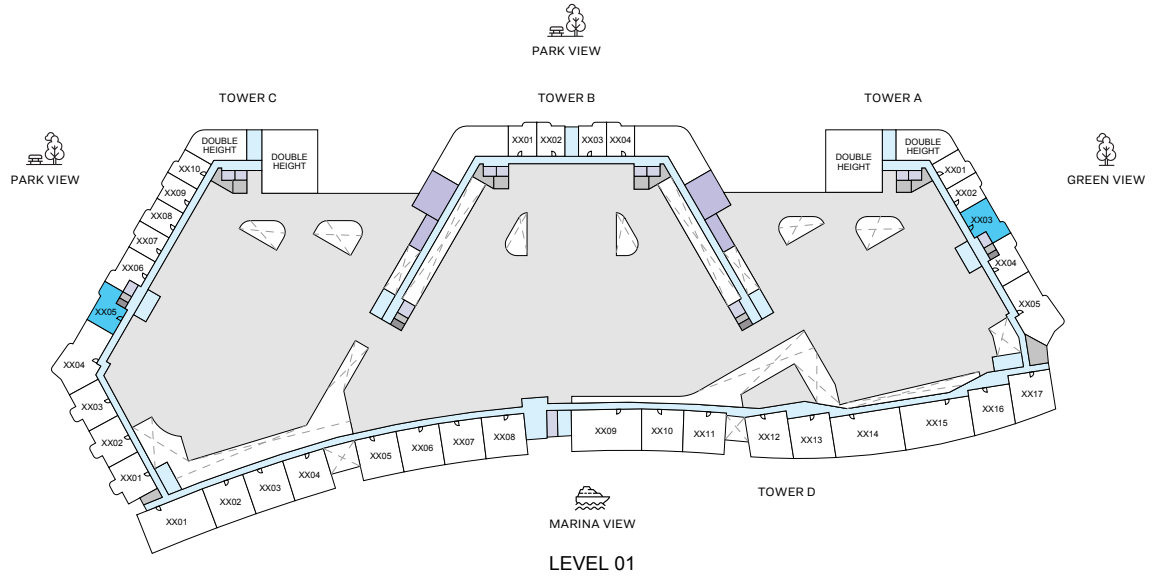 PARK VIEW
TOWER C
TOWER B
TOWER A
PARK VIEW
GREEN VIEW
DOUBLE
HEIGHT
DOUBLE
HEIGHT
XX10
XX09
XX08
XX07
XX06
XX05
XX04
XX03
XX02
XX01
XX01
XX02
XX03
XX04
DOUBLE
HEIGHT
DOUBLE
HEIGHT
XX01
XX02
XX03
XX04
XX05
XX01
XX02
XX03
XX04
XX05
XX06
XX07
XX08
XX09
XX10
XX11
XX12
XX13
XX14
XX15
XX16
XX17
TOWER D
MARINA VIEW
LEVEL 01